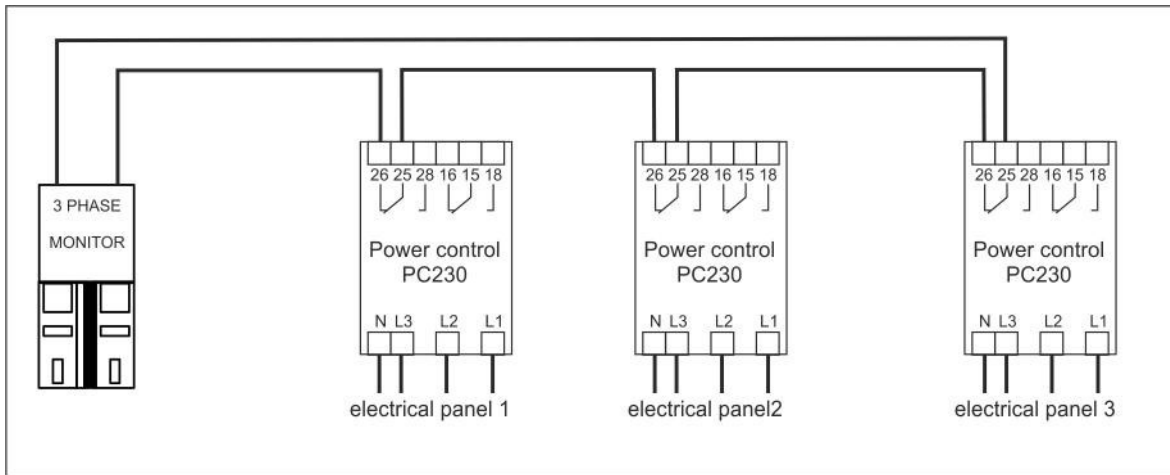 3 PHASE
MONITOR
26 25 28 16 15 18
Power control
PC230
N L3 L2 L1
electrical panel 1
26 25 28 16 15 18
Power control
PC230
N L3 L2 L1
electrical panel2
26 25 28 16 15 18
Power control
PC230
N L3 L2 L1
electrical panel 3